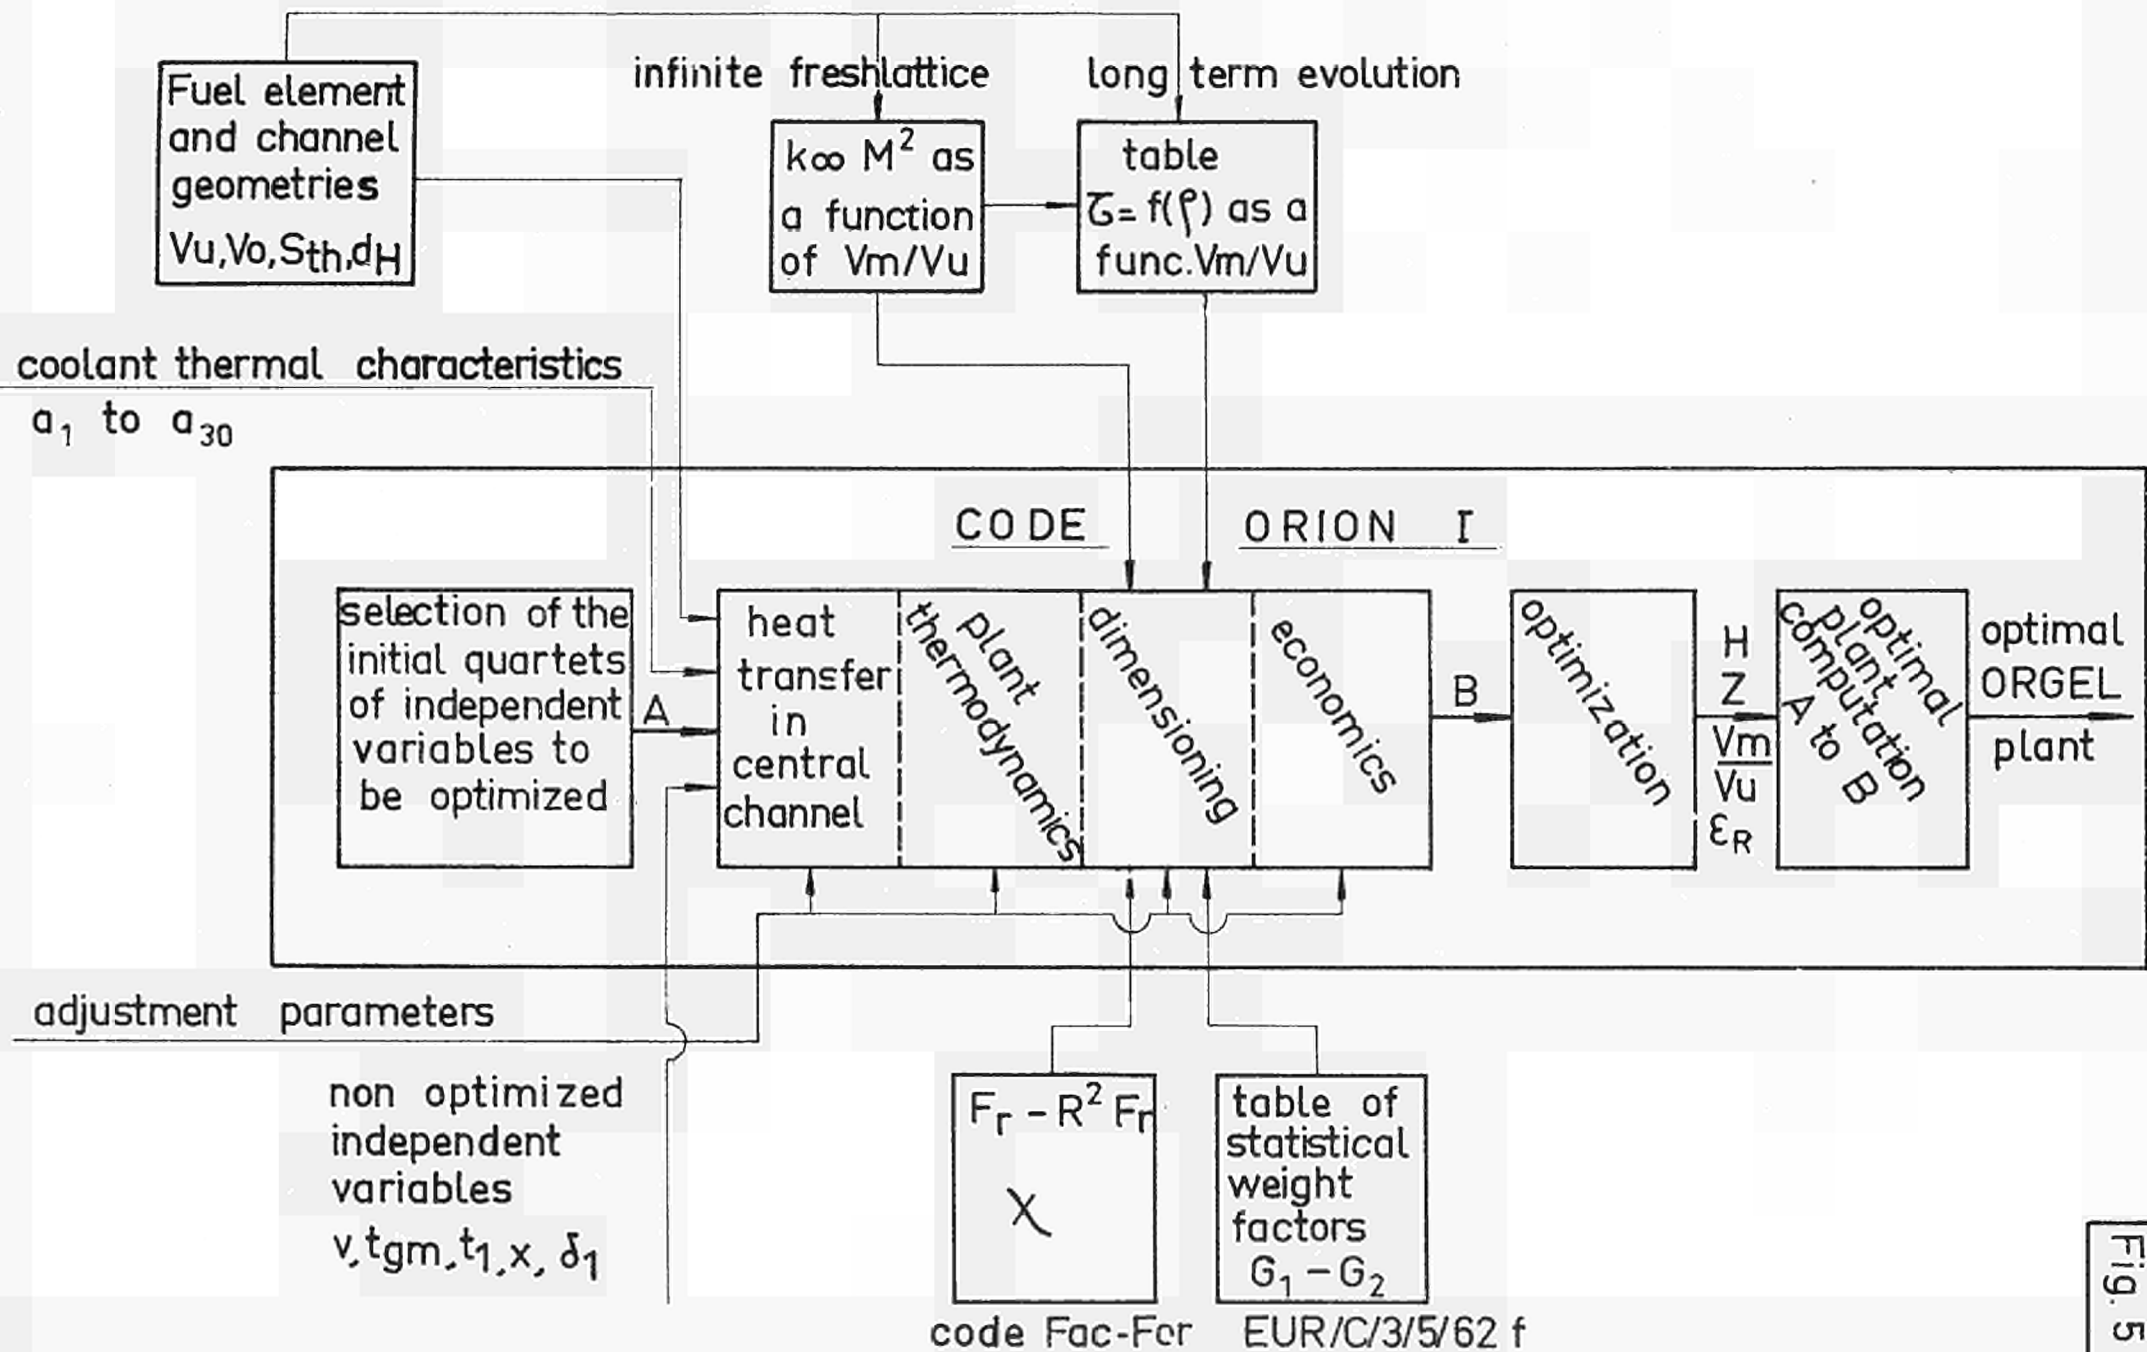 infinite freshlattice
long term evolution
Fuel element
and channel
geometries
Vu,Vo,Sth,dH
k∞ M² as
a function
of Vm/Vu
table
τ= f(ρ) as a
func.Vm/Vu
coolant thermal characteristics
a₁ to a₃₀
CODE ORION I
selection of the
initial quartets
of independent
variables to
be optimized
A
heat
transfer
in
central
channel
plant
thermodynamics
dimensioning
economics
B
optimization
H
Z
Vm
Vu
εR
optimal
plant
computation
A to B
optimal
ORGEL
plant
adjustment parameters
non optimized
independent
variables
v,tgm,t₁,x, δ₁
Fr - R² Fr
χ
code Fac-For
table of
statistical
weight
factors
G₁ - G₂
EUR/C/3/5/62 f
Fig. 5